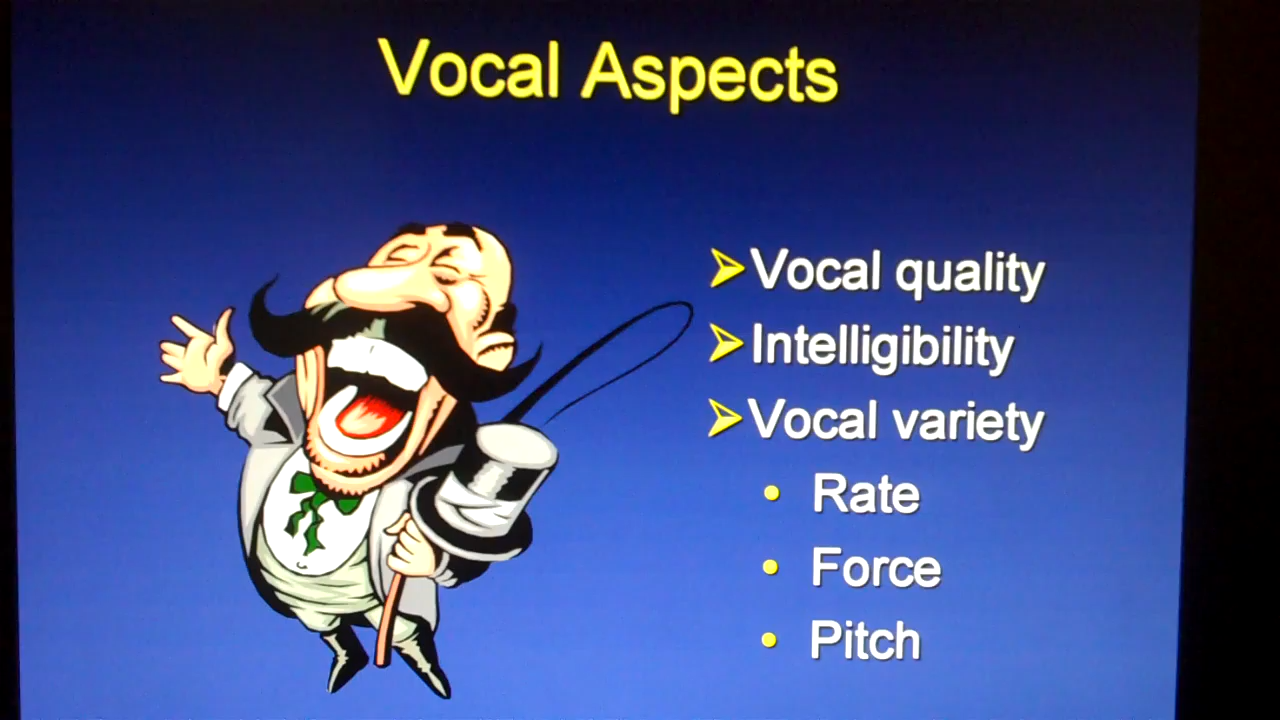 Vocal Aspects
Vocal quality
Intelligibility
Vocal variety
Rate
Force
Pitch